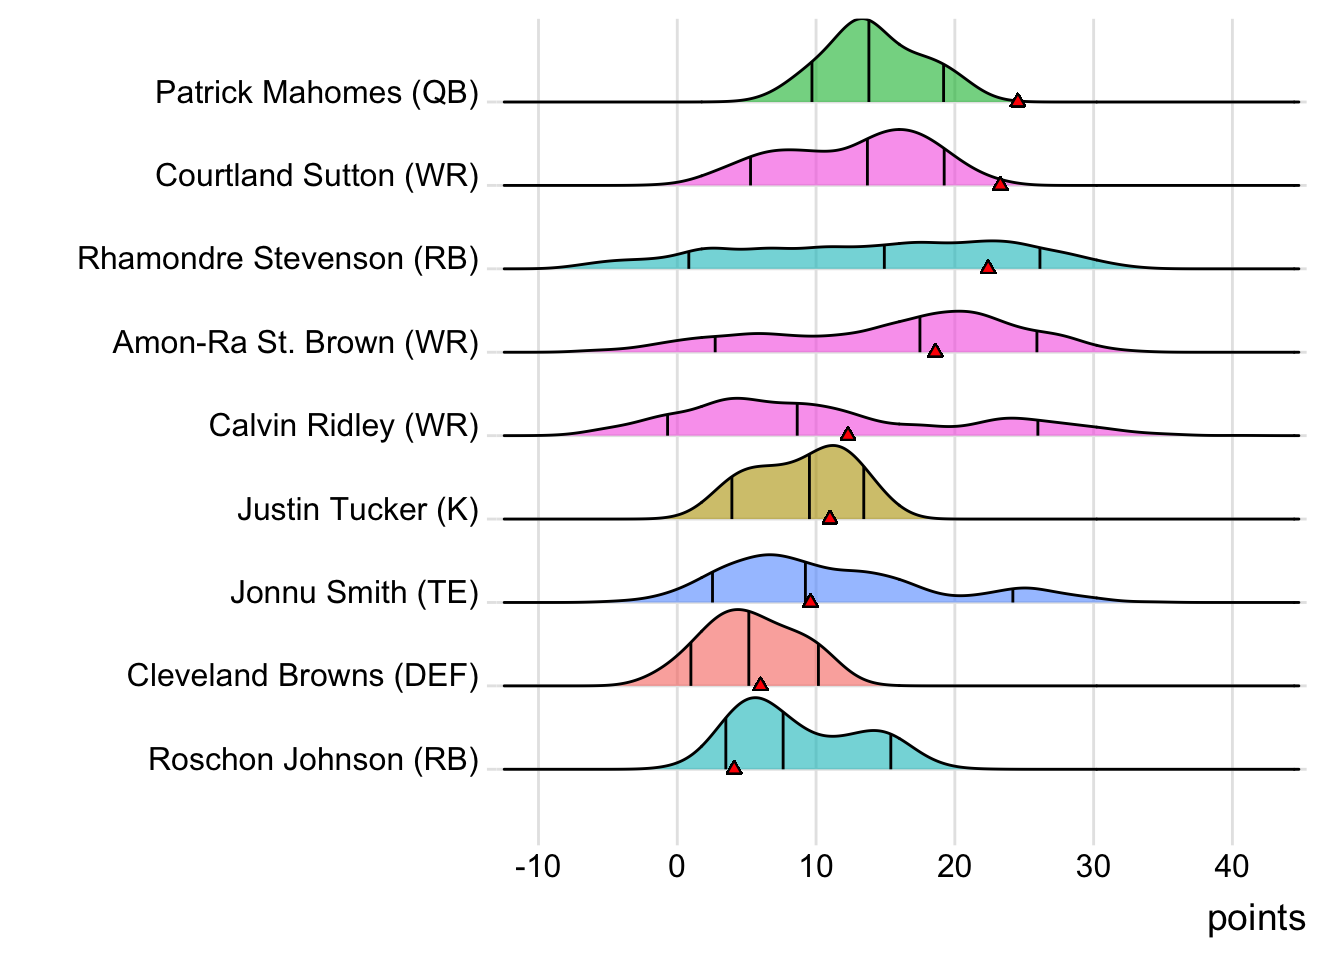 Patrick Mahomes (QB)
Courtland Sutton (WR)
Rhamondre Stevenson (RB)
Amon-Ra St. Brown (WR)
Calvin Ridley (WR)
Justin Tucker (K)
Jonnu Smith (TE)
Cleveland Browns (DEF)
Roschon Johnson (RB)
-10 0 10 20 30 40
points